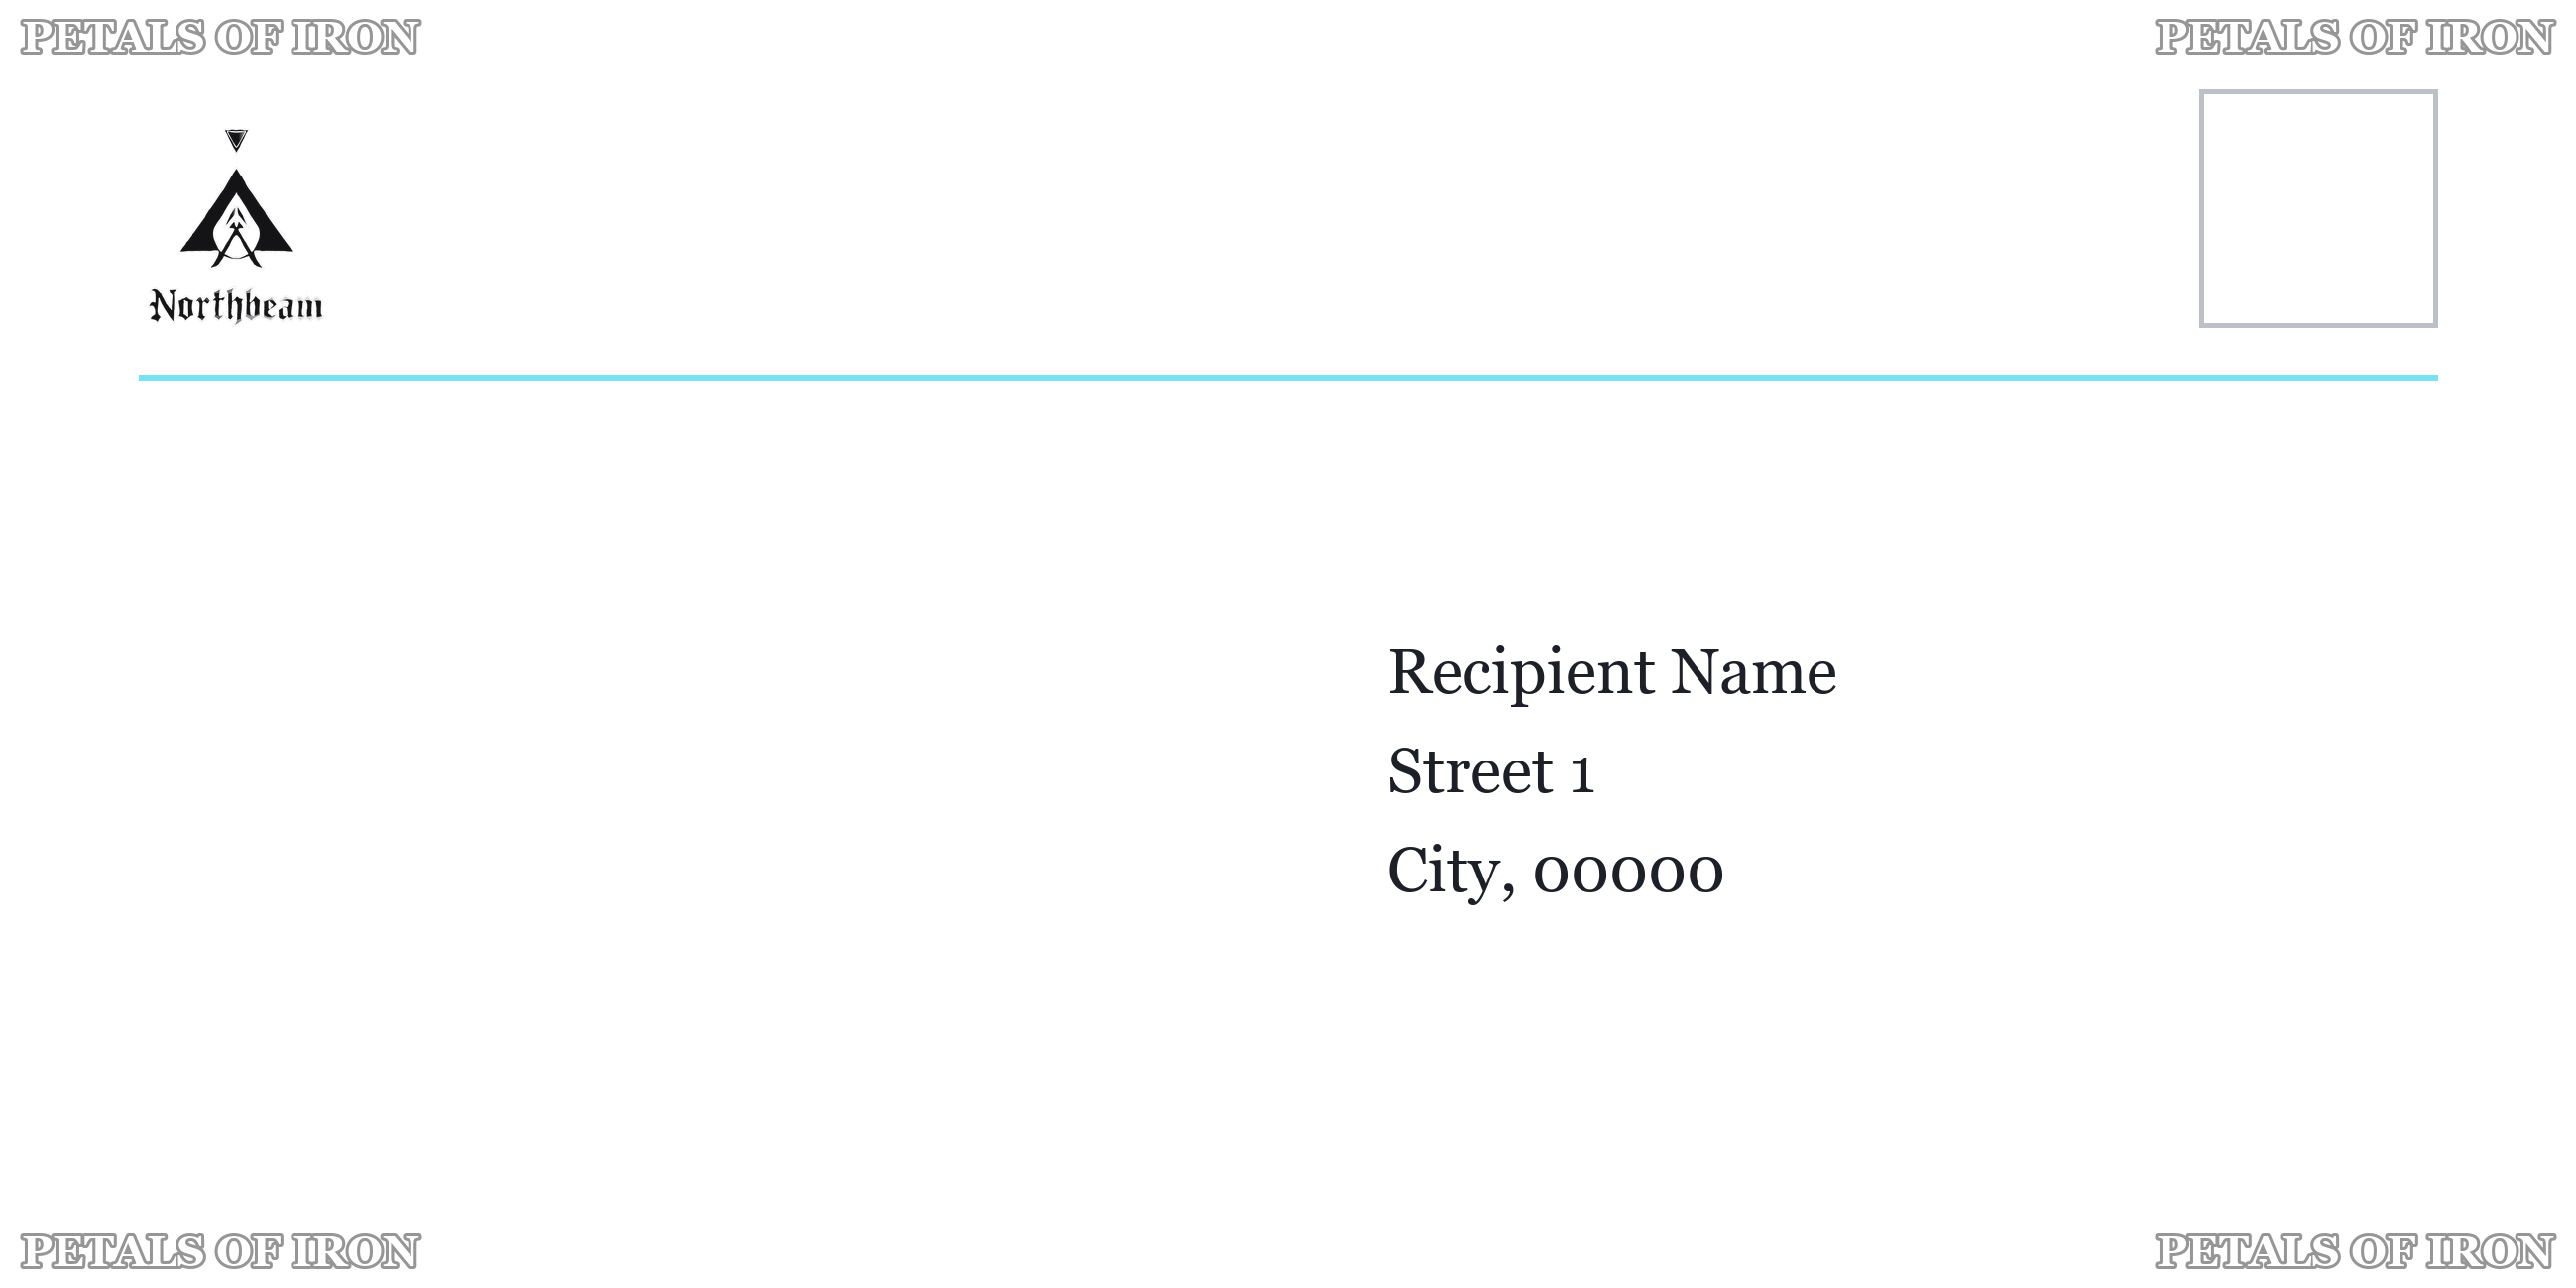 PETALS OF IRON
PETALS OF IRON
Northbeam
Recipient Name
Street 1
City, 00000
PETALS OF IRON
PETALS OF IRON